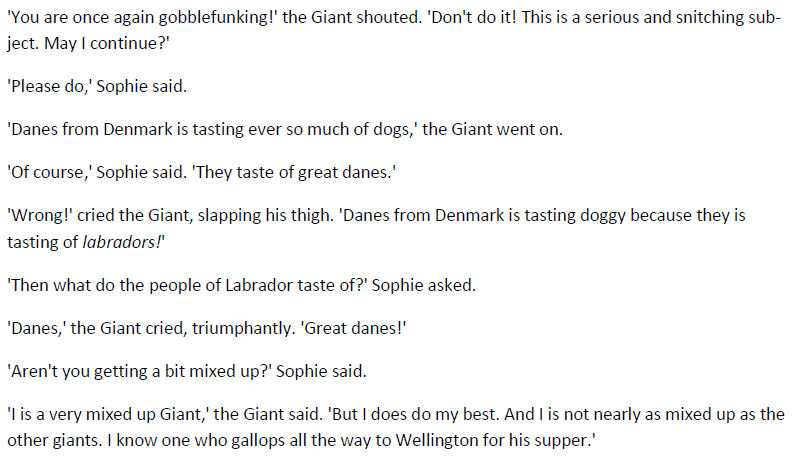 'You are once again gobblefunking!' the Giant shouted. 'Don't do it! This is a serious and snitching sub-
ject. May I continue?'
'Please do,' Sophie said.
'Danes from Denmark is tasting ever so much of dogs,' the Giant went on.
'Of course,' Sophie said. 'They taste of great danes.'
'Wrong!' cried the Giant, slapping his thigh. 'Danes from Denmark is tasting doggy because they is
tasting of labradors!'
'Then what do the people of Labrador taste of?' Sophie asked.
'Danes,' the Giant cried, triumphantly. 'Great danes!'
'Aren't you getting a bit mixed up?' Sophie said.
'I is a very mixed up Giant,' the Giant said. 'But I does do my best. And I is not nearly as mixed up as the
other giants. I know one who gallops all the way to Wellington for his supper.'